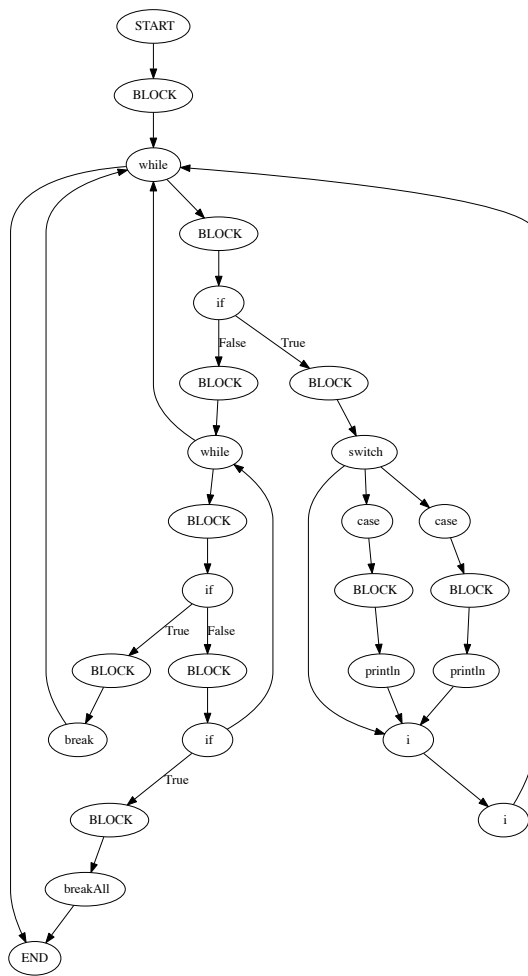 START
BLOCK
while
BLOCK
if
False
True
BLOCK
BLOCK
while
switch
BLOCK
case
case
if
BLOCK
BLOCK
True
False
BLOCK
BLOCK
println
println
break
if
i
True
BLOCK
i
breakAll
END